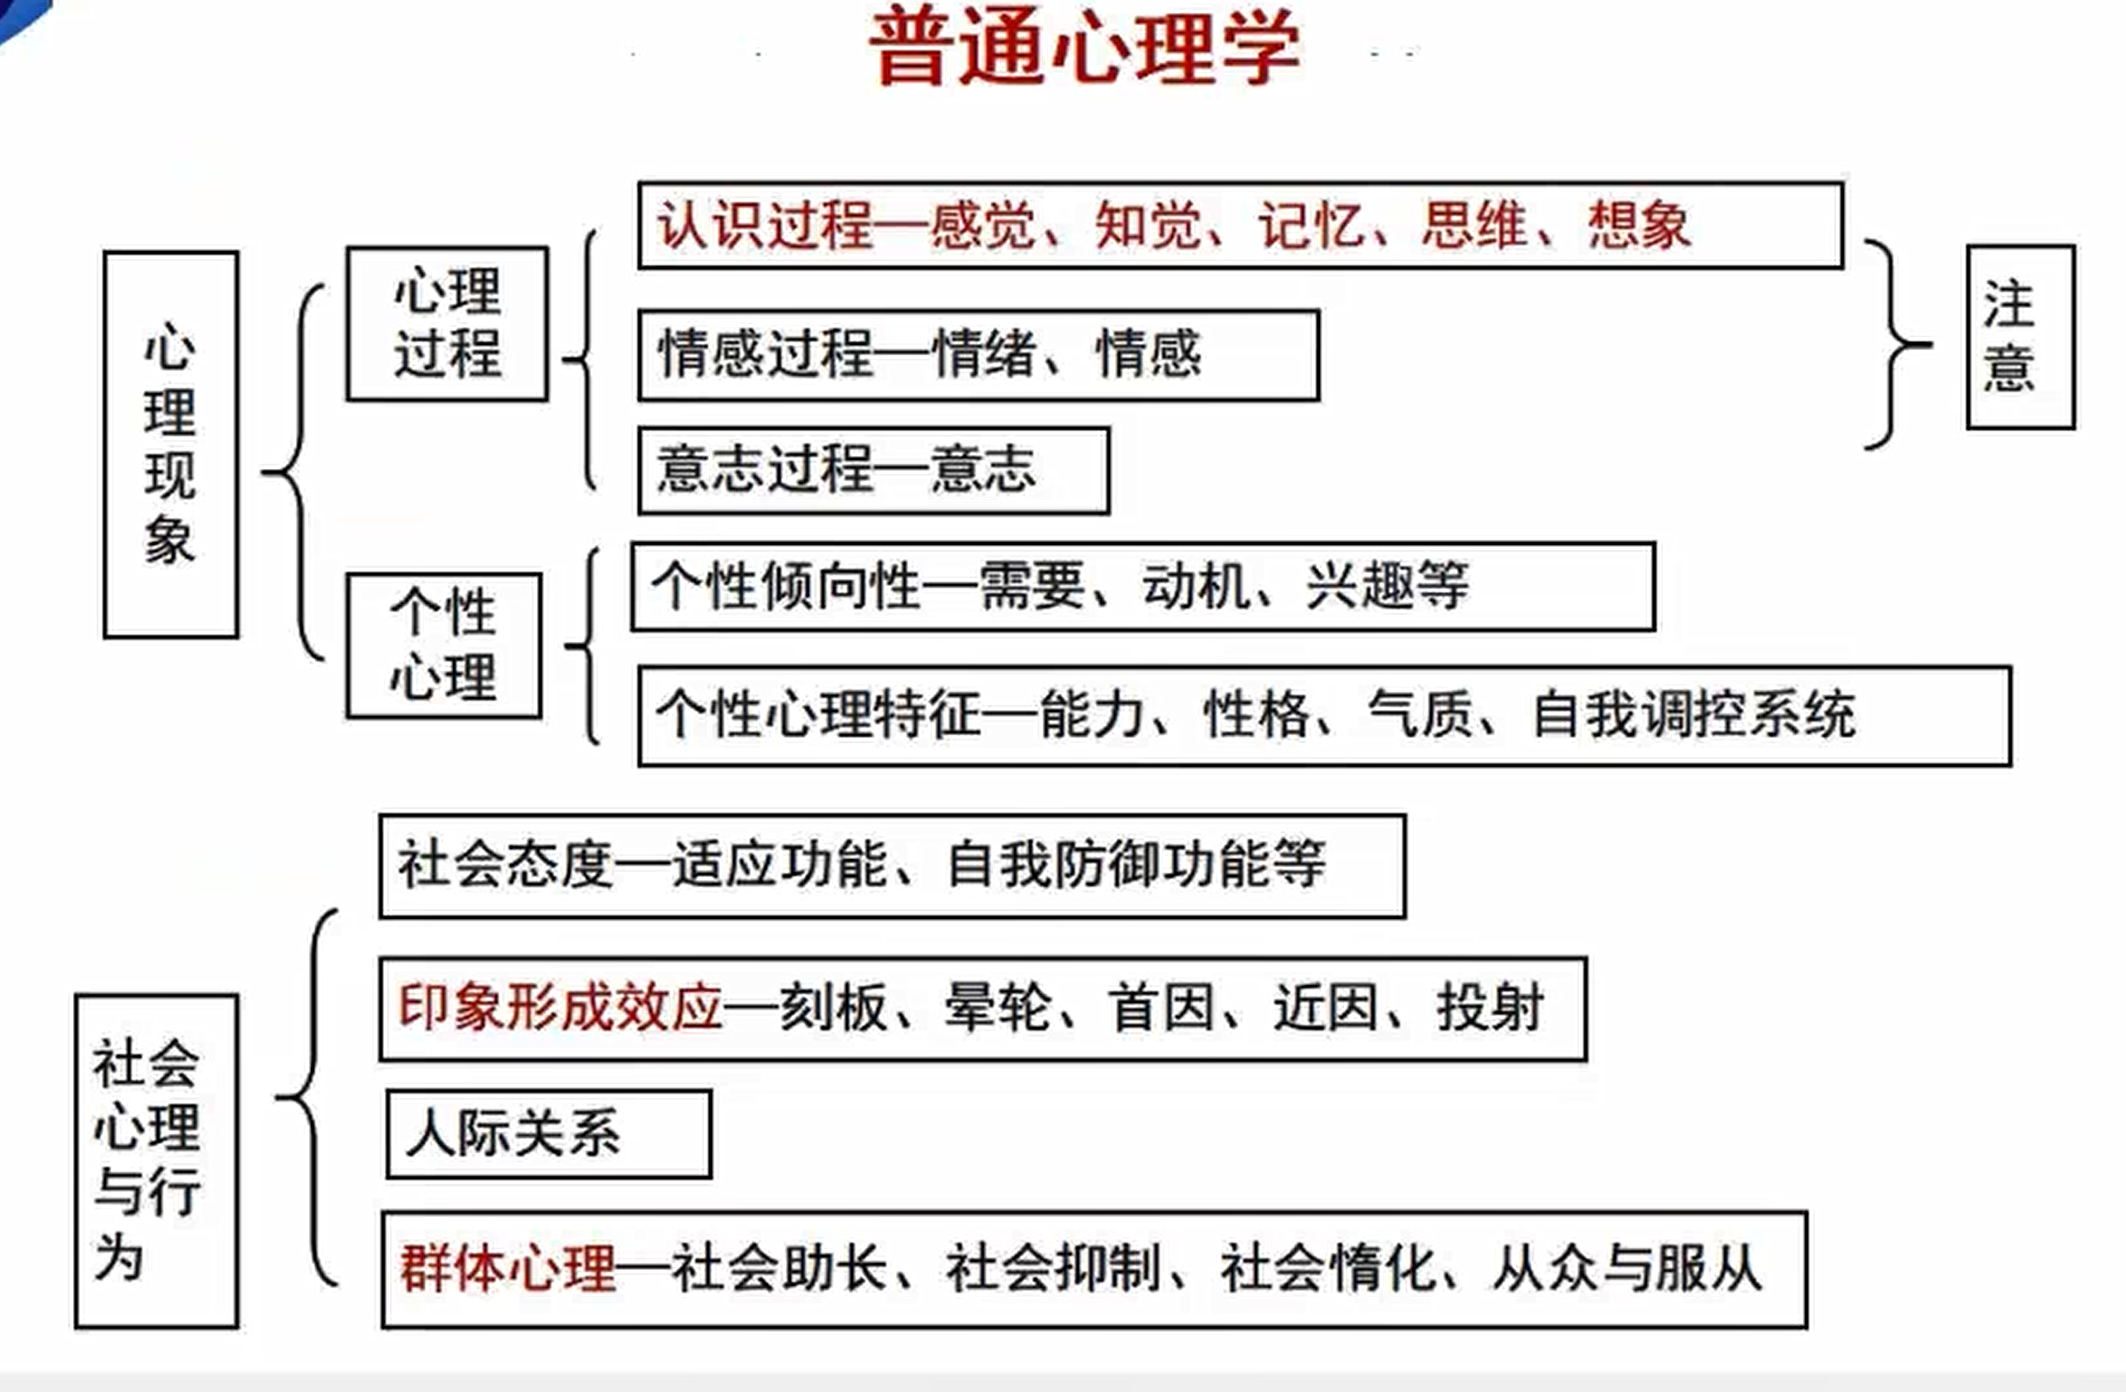 普通心理学
心理现象
心理
过程
认识过程—感觉、知觉、记忆、思维、想象
情感过程—情绪、情感
意志过程—意志
注意
个性
心理
个性倾向性—需要、动机、兴趣等
个性心理特征—能力、性格、气质、自我调控系统
社会
心理
与行
为
社会态度—适应功能、自我防御功能等
印象形成效应—刻板、晕轮、首因、近因、投射
人际关系
群体心理—社会助长、社会抑制、社会惰化、从众与服从